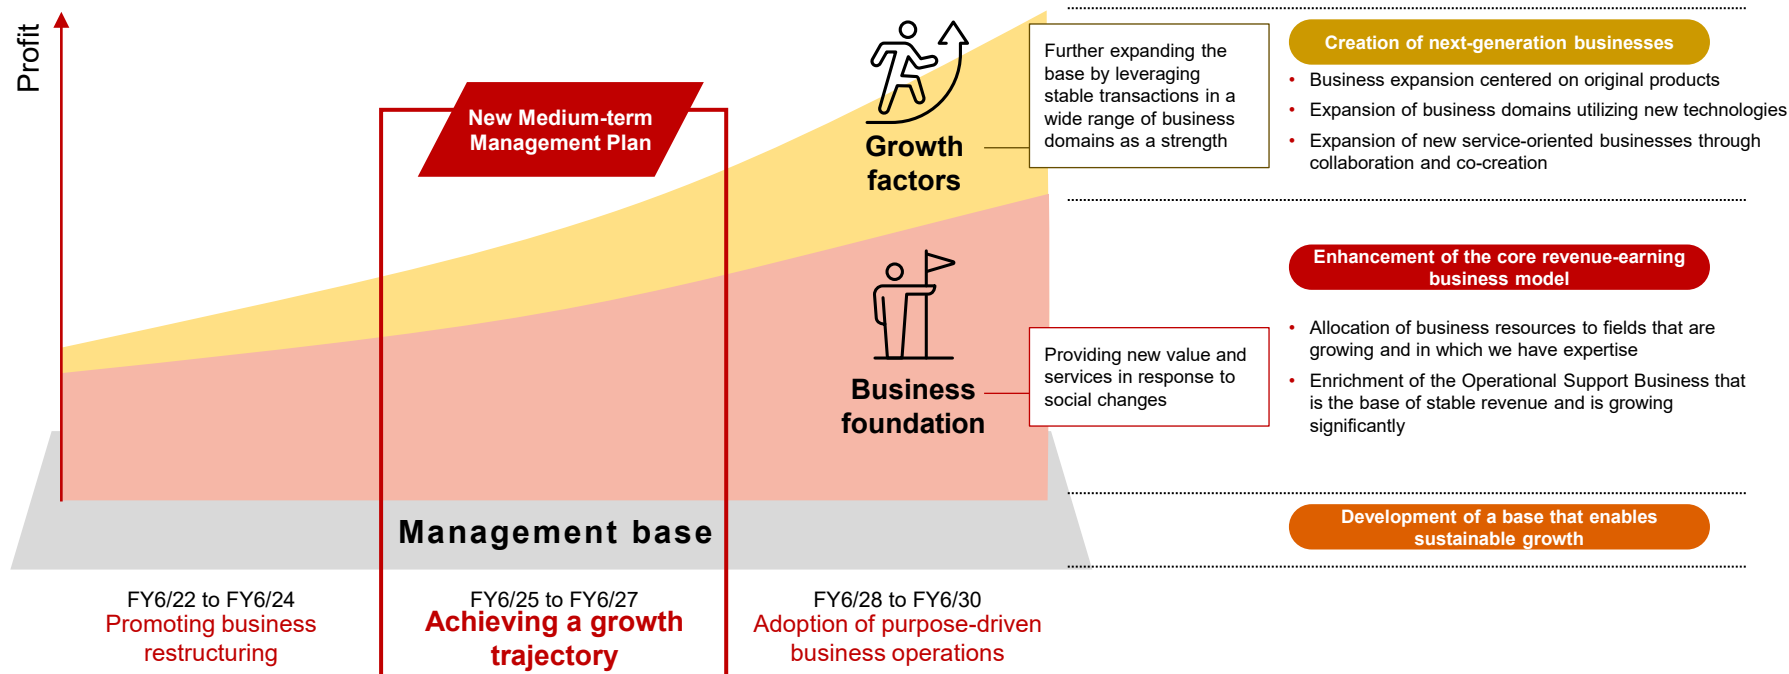 Profit
New Medium-term
Management Plan
Growth
factors
Further expanding the
base by leveraging
stable transactions in a
wide range of business
domains as a strength
Creation of next-generation businesses
• Business expansion centered on original products
• Expansion of business domains utilizing new technologies
• Expansion of new service-oriented businesses through
collaboration and co-creation
Business
foundation
Providing new value and
services in response to
social changes
Enhancement of the core revenue-earning
business model
• Allocation of business resources to fields that are
growing and in which we have expertise
• Enrichment of the Operational Support Business that
is the base of stable revenue and is growing
significantly
Management base
Development of a base that enables
sustainable growth
FY6/22 to FY6/24
Promoting business
restructuring
FY6/25 to FY6/27
Achieving a growth
trajectory
FY6/28 to FY6/30
Adoption of purpose-driven
business operations